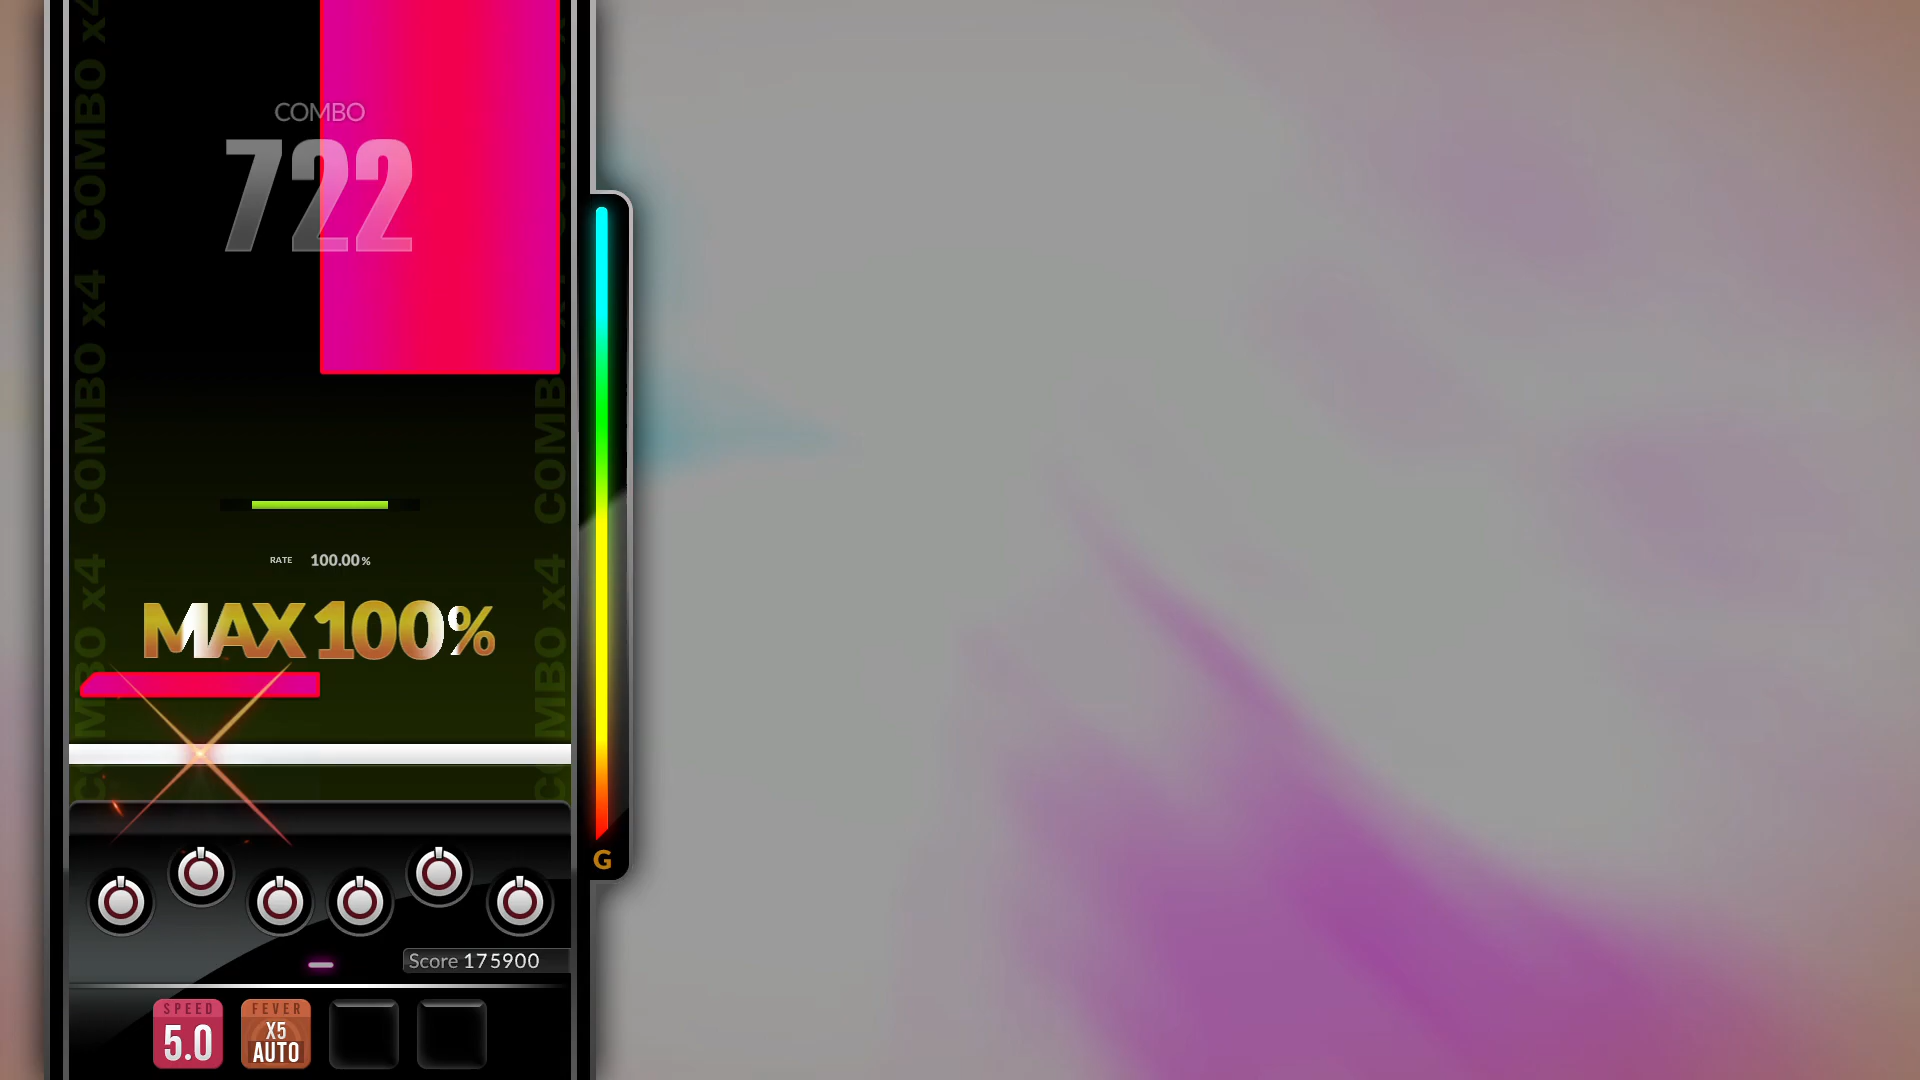 COMBO
722
COMBO x4 COMBO x4 COMBO x4
COMBO x4 COMBO
RATE 100.00%
MAX 100%
G
Score 175900
SPEED
5.0
FEVER
X5
AUTO